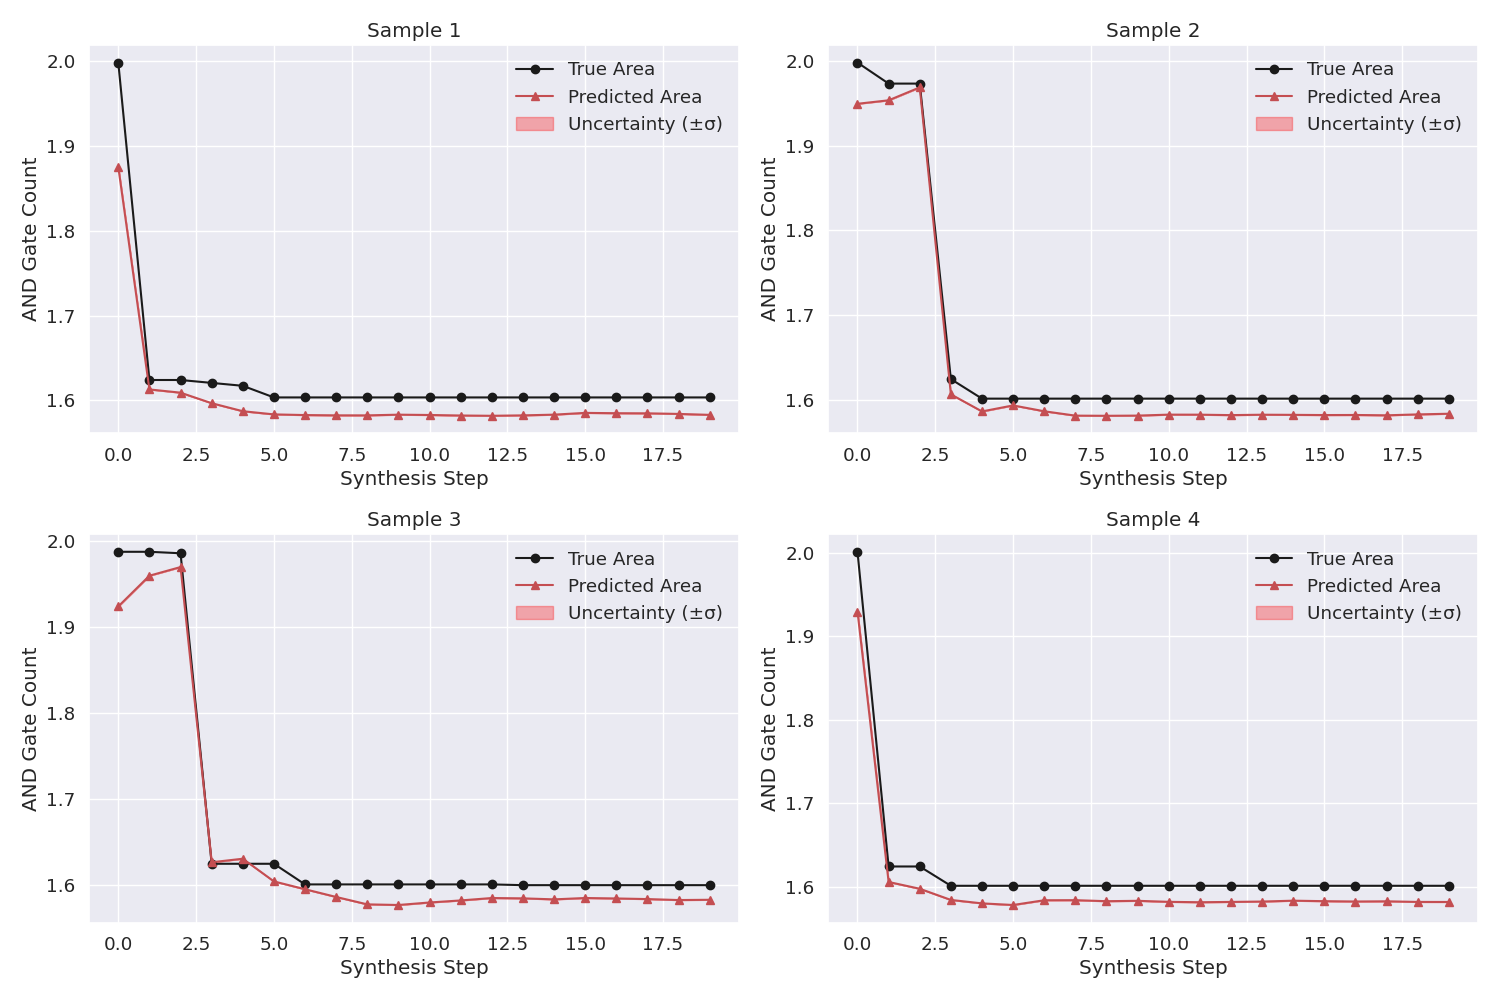 Sample 1
2.0
1.9
1.8
1.7
1.6
AND Gate Count
True Area
Predicted Area
Uncertainty (±σ)
0.0 2.5 5.0 7.5 10.0 12.5 15.0 17.5
Synthesis Step
Sample 2
2.0
1.9
1.8
1.7
1.6
AND Gate Count
True Area
Predicted Area
Uncertainty (±σ)
0.0 2.5 5.0 7.5 10.0 12.5 15.0 17.5
Synthesis Step
Sample 3
2.0
1.9
1.8
1.7
1.6
AND Gate Count
True Area
Predicted Area
Uncertainty (±σ)
0.0 2.5 5.0 7.5 10.0 12.5 15.0 17.5
Synthesis Step
Sample 4
2.0
1.9
1.8
1.7
1.6
AND Gate Count
True Area
Predicted Area
Uncertainty (±σ)
0.0 2.5 5.0 7.5 10.0 12.5 15.0 17.5
Synthesis Step